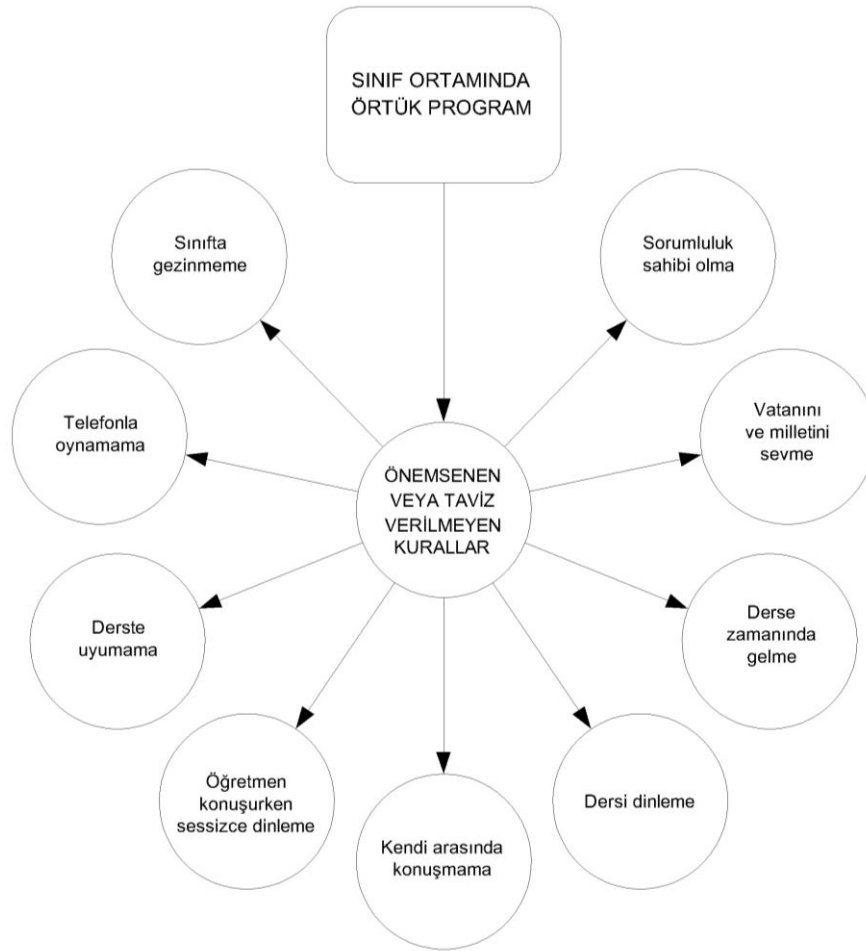 SINIF ORTAMINDA
ÖRTÜK PROGRAM
Sınıfta
gezinmeme
Sorumluluk
sahibi olma
Telefonla
oynamama
Vatanını
ve milletini
sevme
ÖNEMSENEN
VEYA TAVİZ
VERİLMEYEN
KURALLAR
Derste
uyumama
Derse
zamanında
gelme
Öğretmen
konuşurken
sessizce dinleme
Kendi arasında
konuşmama
Dersi dinleme